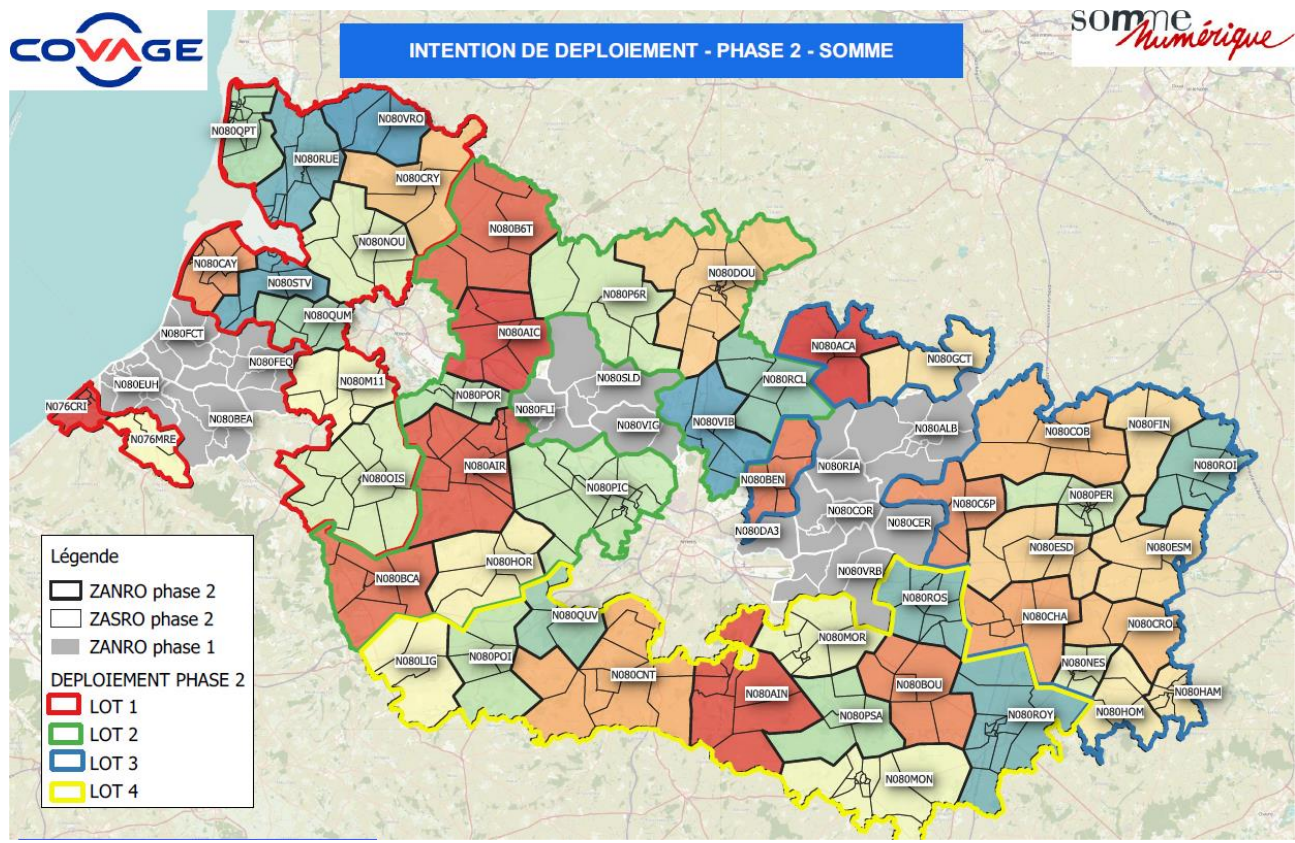 COVAGE
INTENTION DE DEPLOIEMENT - PHASE 2 - SOMME
somme
numérique
N080QPT
N080VRO
N080RUE
N080CRY
N080B6T
N080NOU
N080CAY
N080STV
N080DOU
N080P6R
N080QUM
N080FCT
N080AIC
N080ACA
N080GCT
N080FEQ
N080M11
N080SLD
N080RCL
N080EUH
N080POR
N076CRI
N080BEA
N080FLI
N080VIG
N080VIB
N080ALB
N080COB
N080FIN
N076MRE
N080AIR
N080RIA
N080ROI
N080OIS
N080PIC
N080BEN
N080PER
N080C6P
N080COR
N080CER
N080DA3
N080ESD
N080ESM
N080HOR
N080BCA
N080VRB
N080ROS
N080QUV
N080CHA
N080CRO
N080MOR
N080LIG
N080POI
N080NES
N080CNT
N080BOU
N080AIN
N080HAM
N080PSA
N080ROY
N080HOM
N080MON
Légende
ZANRO phase 2
ZASRO phase 2
ZANRO phase 1
DEPLOIEMENT PHASE 2
LOT 1
LOT 2
LOT 3
LOT 4